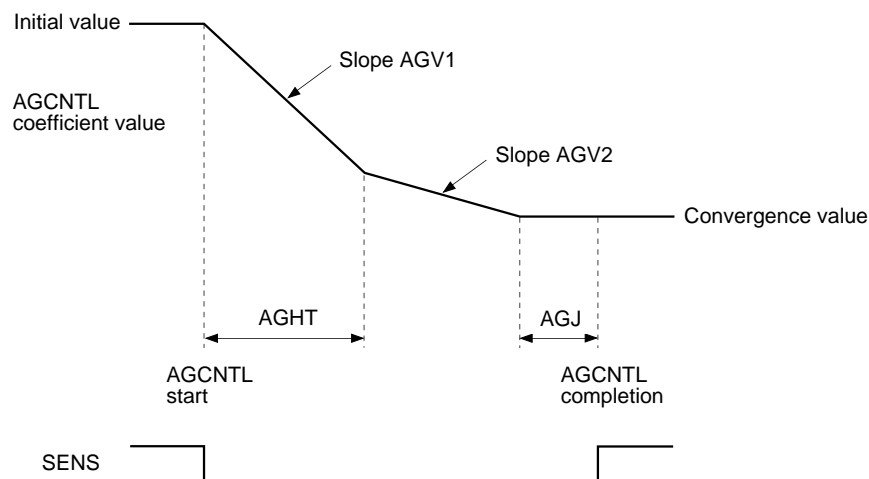 Initial value
Slope AGV1
AGCNTL
coefficient value
Slope AGV2
Convergence value
AGHT
AGJ
AGCNTL
start
AGCNTL
completion
SENS